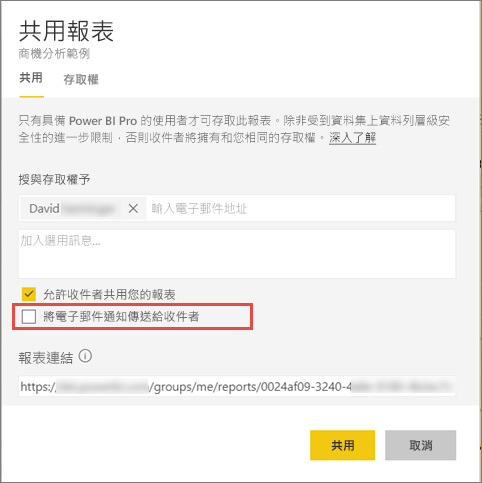 共用報表
商機分析範例
共用 存取權
只有具備 Power BI Pro 的使用者才可存取此報表。除非受到資料集上資料列層級安
全性的進一步限制，否則收件者將擁有和您相同的存取權。深入了解
授與存取權予
David 輸入電子郵件地址
加入選用訊息...
允許收件者共用您的報表
將電子郵件通知傳送給收件者
報表連結
https:/ /groups/me/reports/0024af09-3240-4
共用 取消